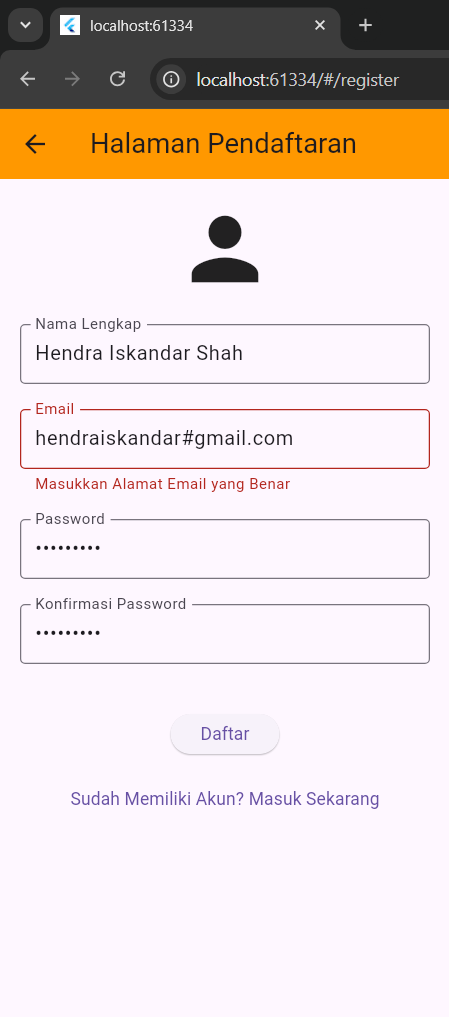 localhost:61334
localhost:61334/#/register
Halaman Pendaftaran
Nama Lengkap
Hendra Iskandar Shah
Email
hendraiskandar#gmail.com
Masukkan Alamat Email yang Benar
Password
•••••••••
Konfirmasi Password
•••••••••
Daftar
Sudah Memiliki Akun? Masuk Sekarang